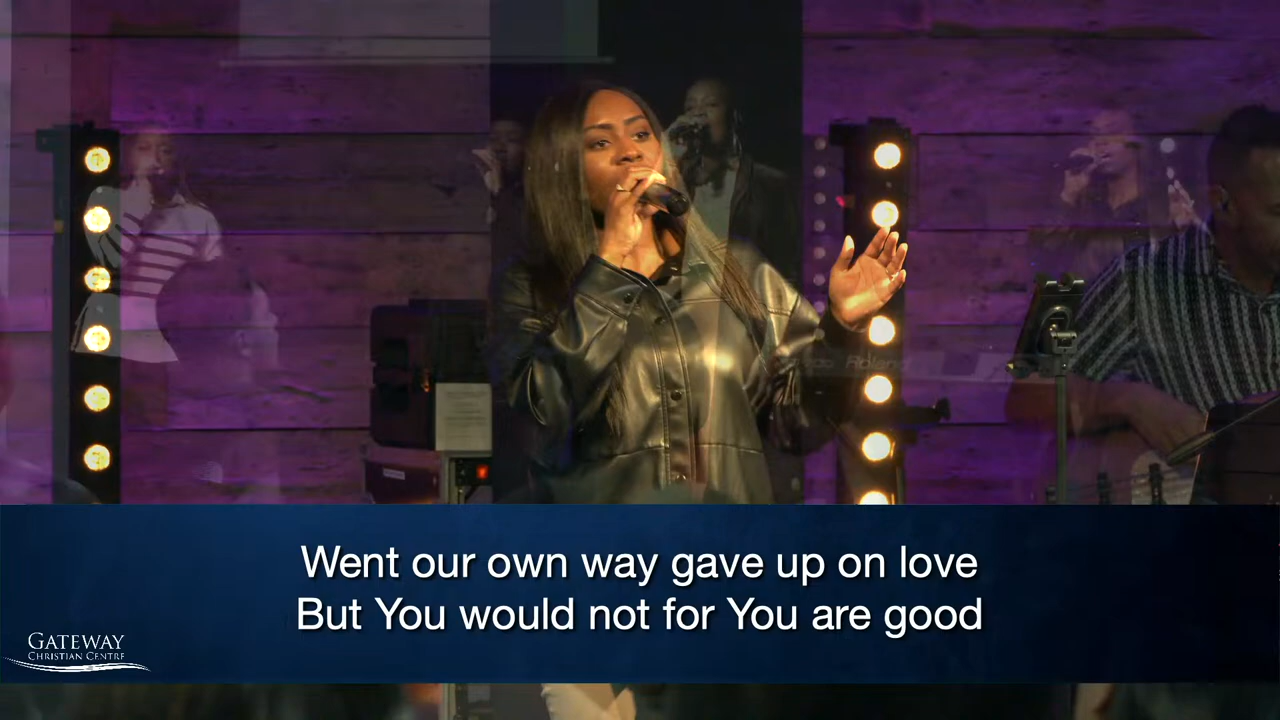 Roland
Went our own way gave up on love
But You would not for You are good
GATEWAY
CHRISTIAN CENTRE